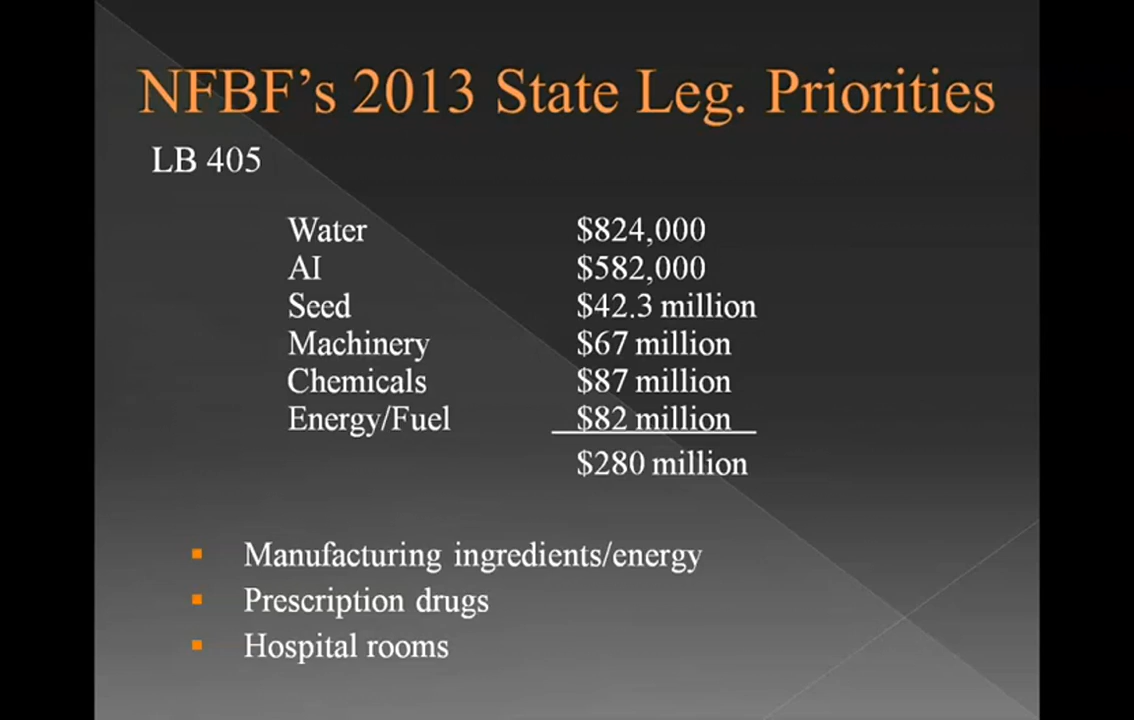 NFBF's 2013 State Leg. Priorities
LB 405
Water $824,000
AI $582,000
Seed $42.3 million
Machinery $67 million
Chemicals $87 million
Energy/Fuel $82 million
$280 million
▪ Manufacturing ingredients/energy
▪ Prescription drugs
▪ Hospital rooms